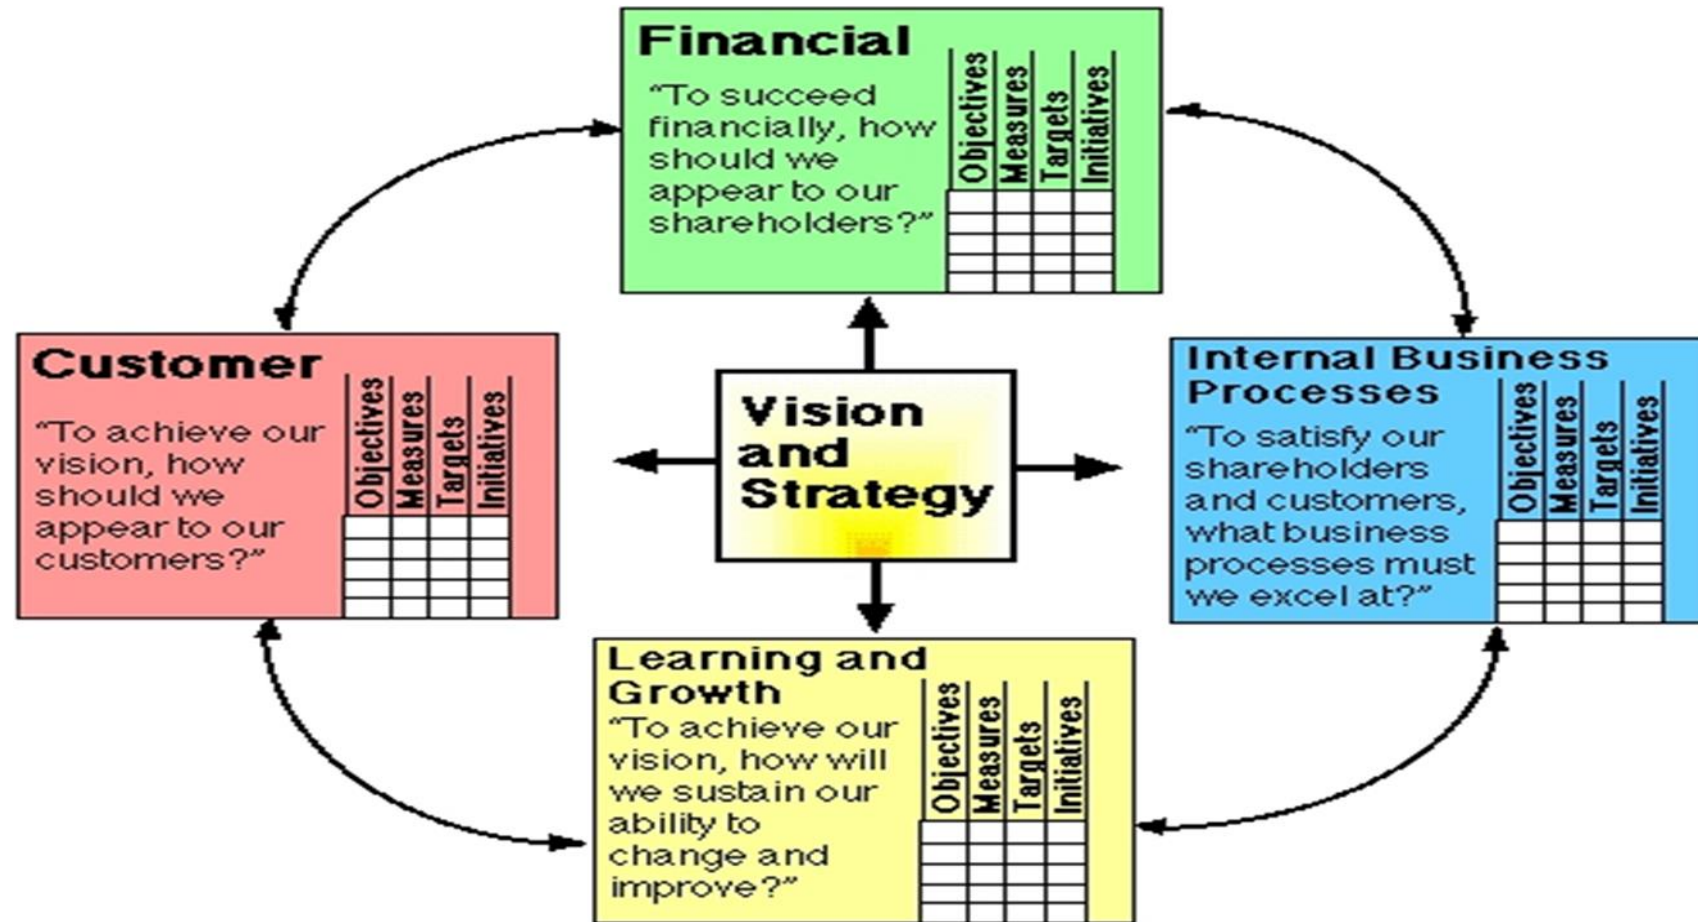 Financial
“To succeed
financially, how
should we
appear to our
shareholders?”
Objectives
Measures
Targets
Initiatives
Customer
“To achieve our
vision, how
should we
appear to our
customers?”
Objectives
Measures
Targets
Initiatives
Vision
and
Strategy
Internal Business
Processes
“To satisfy our
shareholders
and customers,
what business
processes must
we excel at?”
Objectives
Measures
Targets
Initiatives
Learning and
Growth
“To achieve our
vision, how will
we sustain our
ability to
change and
improve?”
Objectives
Measures
Targets
Initiatives